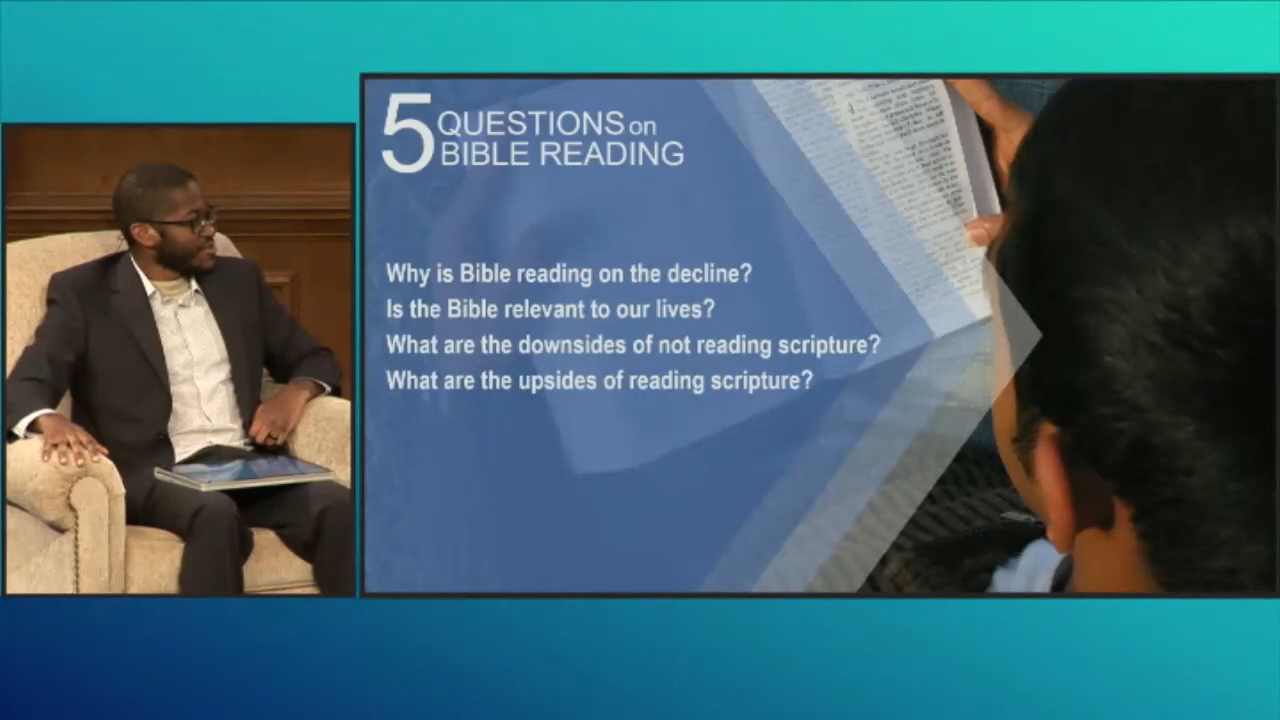 5 QUESTIONS on
BIBLE READING
Why is Bible reading on the decline?
Is the Bible relevant to our lives?
What are the downsides of not reading scripture?
What are the upsides of reading scripture?